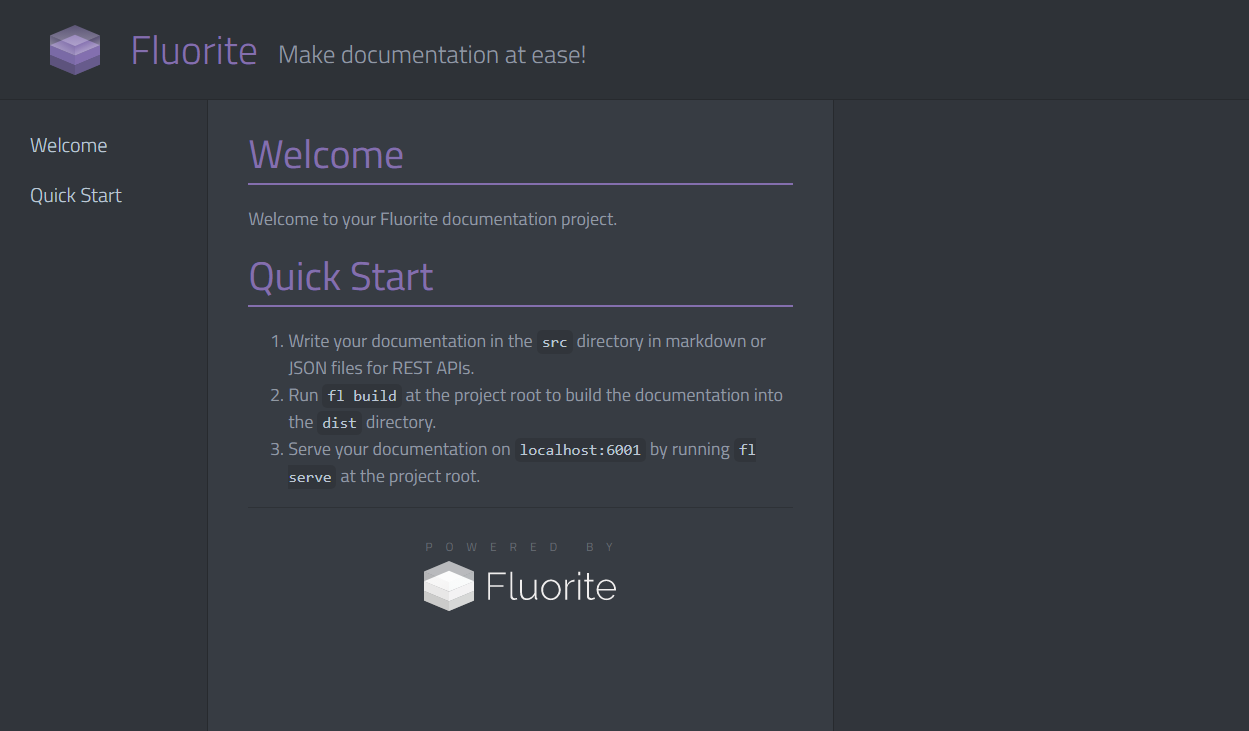 Fluorite Make documentation at ease!
Welcome
Quick Start
Welcome
Welcome to your Fluorite documentation project.
Quick Start
1. Write your documentation in the src directory in markdown or
JSON files for REST APIs.
2. Run fl build at the project root to build the documentation into
the dist directory.
3. Serve your documentation on localhost:6001 by running fl
serve at the project root.
POWERED BY
Fluorite